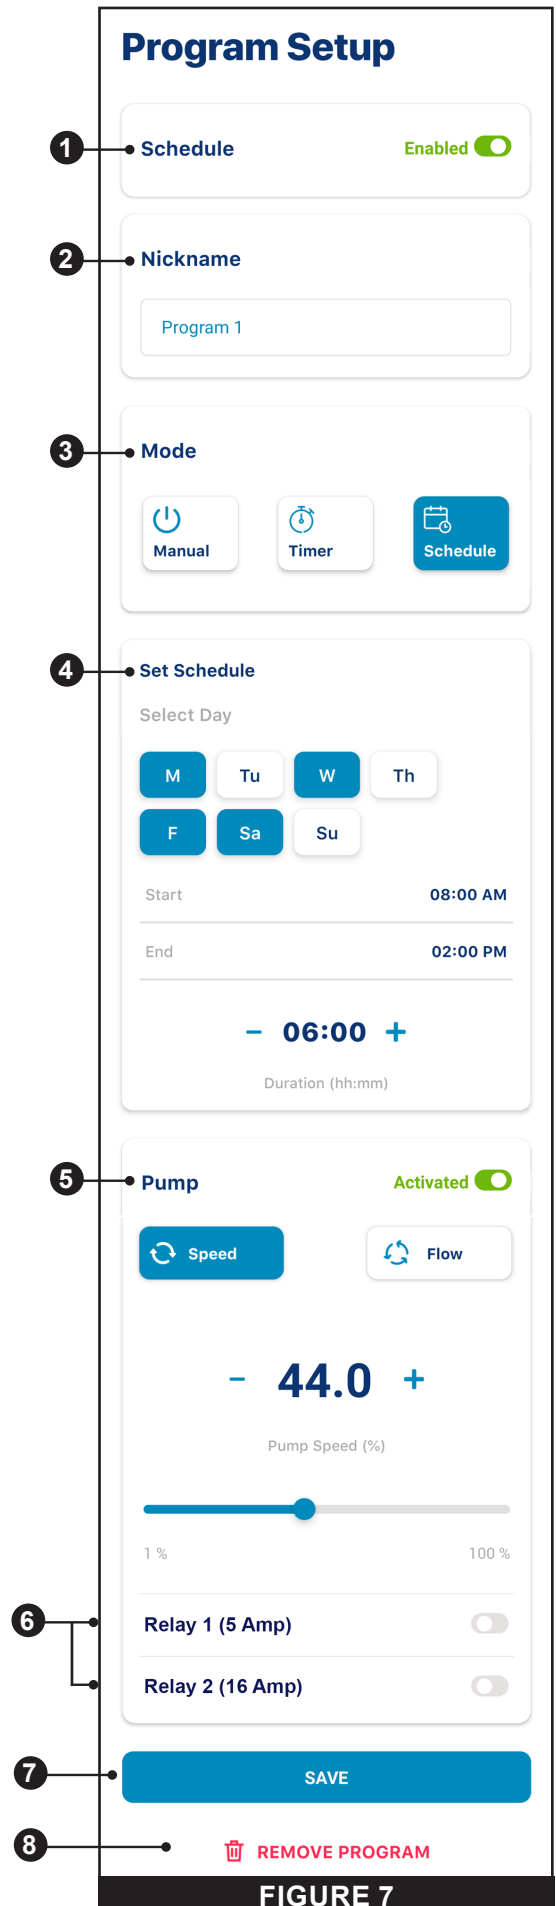 Program Setup
1 Schedule Enabled
2 Nickname
Program 1
3 Mode
Manual Timer Schedule
4 Set Schedule
Select Day
M Tu W Th
F Sa Su
Start 08:00 AM
End 02:00 PM
- 06:00 +
Duration (hh:mm)
5 Pump Activated
Speed Flow
- 44.0 +
Pump Speed (%)
1 % 100 %
6 Relay 1 (5 Amp)
Relay 2 (16 Amp)
7 SAVE
8 REMOVE PROGRAM
FIGURE 7